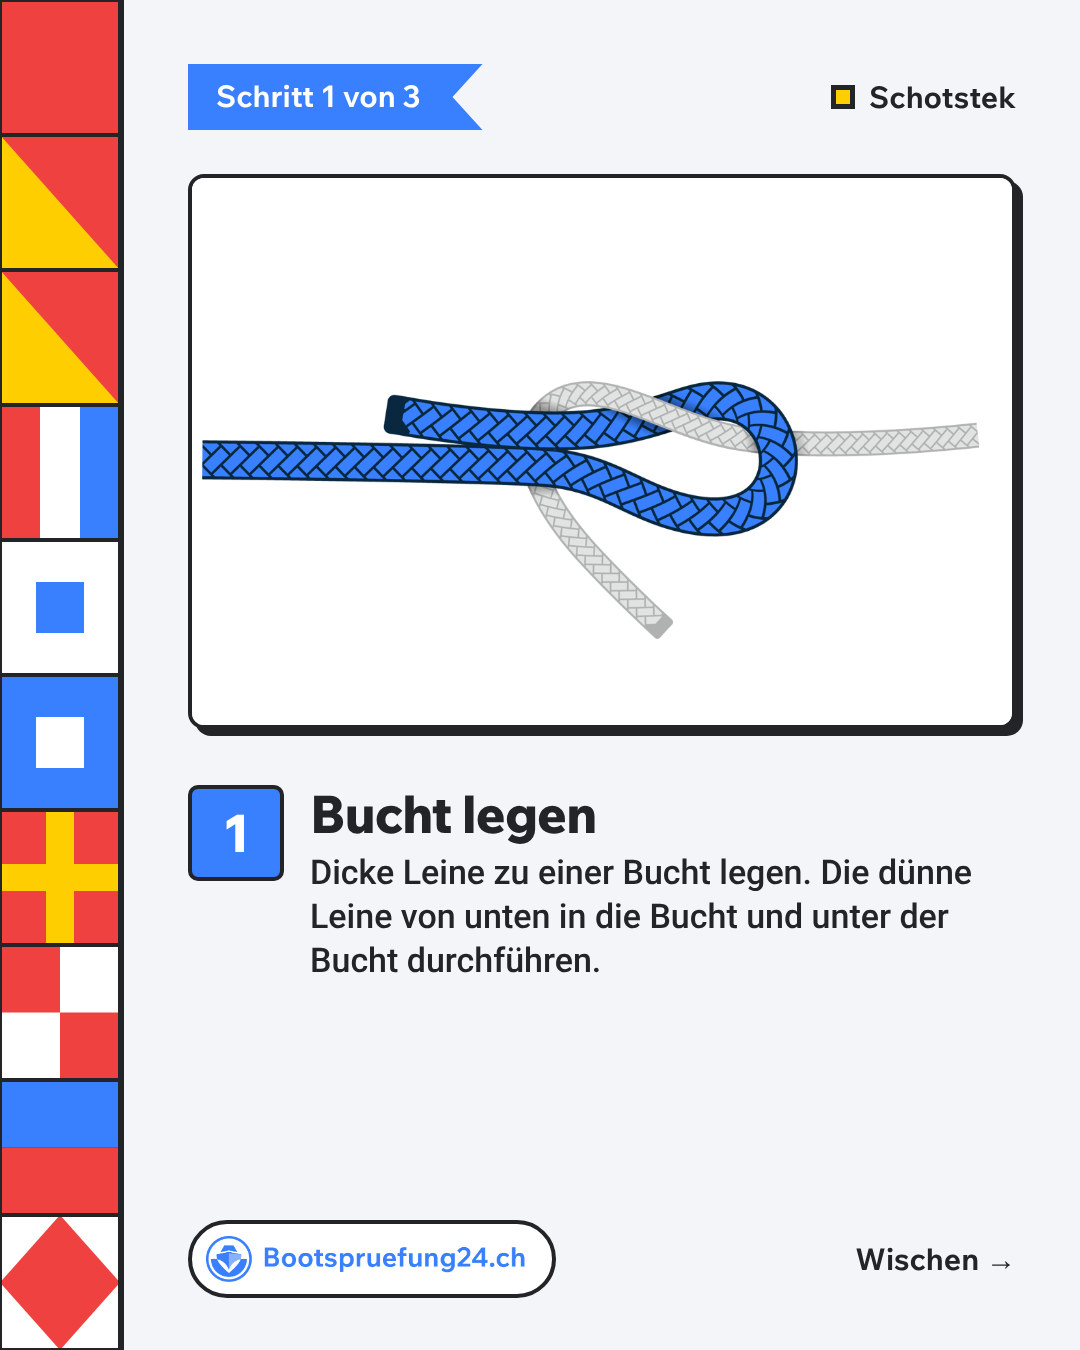 Schritt 1 von 3
Schotstek
1
Bucht legen
Dicke Leine zu einer Bucht legen. Die dünne
Leine von unten in die Bucht und unter der
Bucht durchführen.
Bootspruefung24.ch
Wischen →